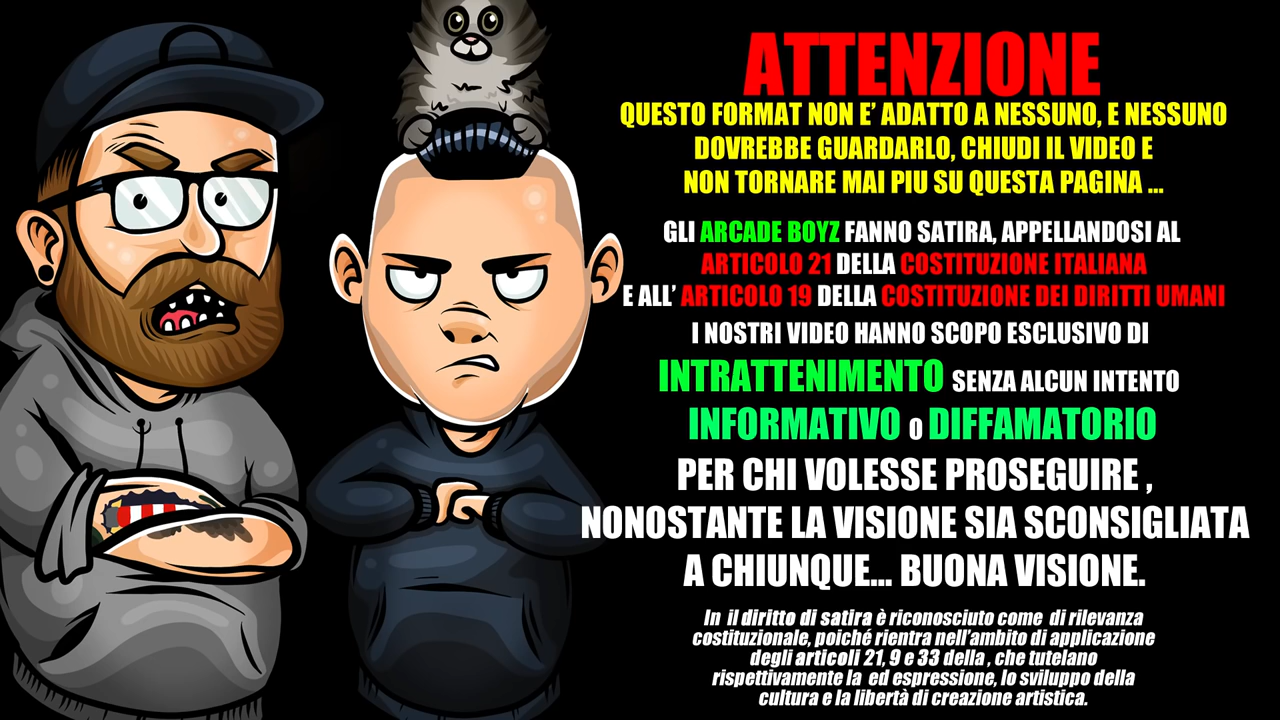 ATTENZIONE
QUESTO FORMAT NON E' ADATTO A NESSUNO, E NESSUNO
DOVREBBE GUARDARLO, CHIUDI IL VIDEO E
NON TORNARE MAI PIU SU QUESTA PAGINA ...
GLI ARCADE BOYZ FANNO SATIRA, APPELLANDOSI AL
ARTICOLO 21 DELLA COSTITUZIONE ITALIANA
E ALL' ARTICOLO 19 DELLA COSTITUZIONE DEI DIRITTI UMANI
I NOSTRI VIDEO HANNO SCOPO ESCLUSIVO DI
INTRATTENIMENTO SENZA ALCUN INTENTO
INFORMATIVO O DIFFAMATORIO
PER CHI VOLESSE PROSEGUIRE ,
NONOSTANTE LA VISIONE SIA SCONSIGLIATA
A CHIUNQUE... BUONA VISIONE.
In il diritto di satira è riconosciuto come di rilevanza
costituzionale, poiché rientra nell'ambito di applicazione
degli articoli 21, 9 e 33 della , che tutelano
rispettivamente la ed espressione, lo sviluppo della
cultura e la libertà di creazione artistica.